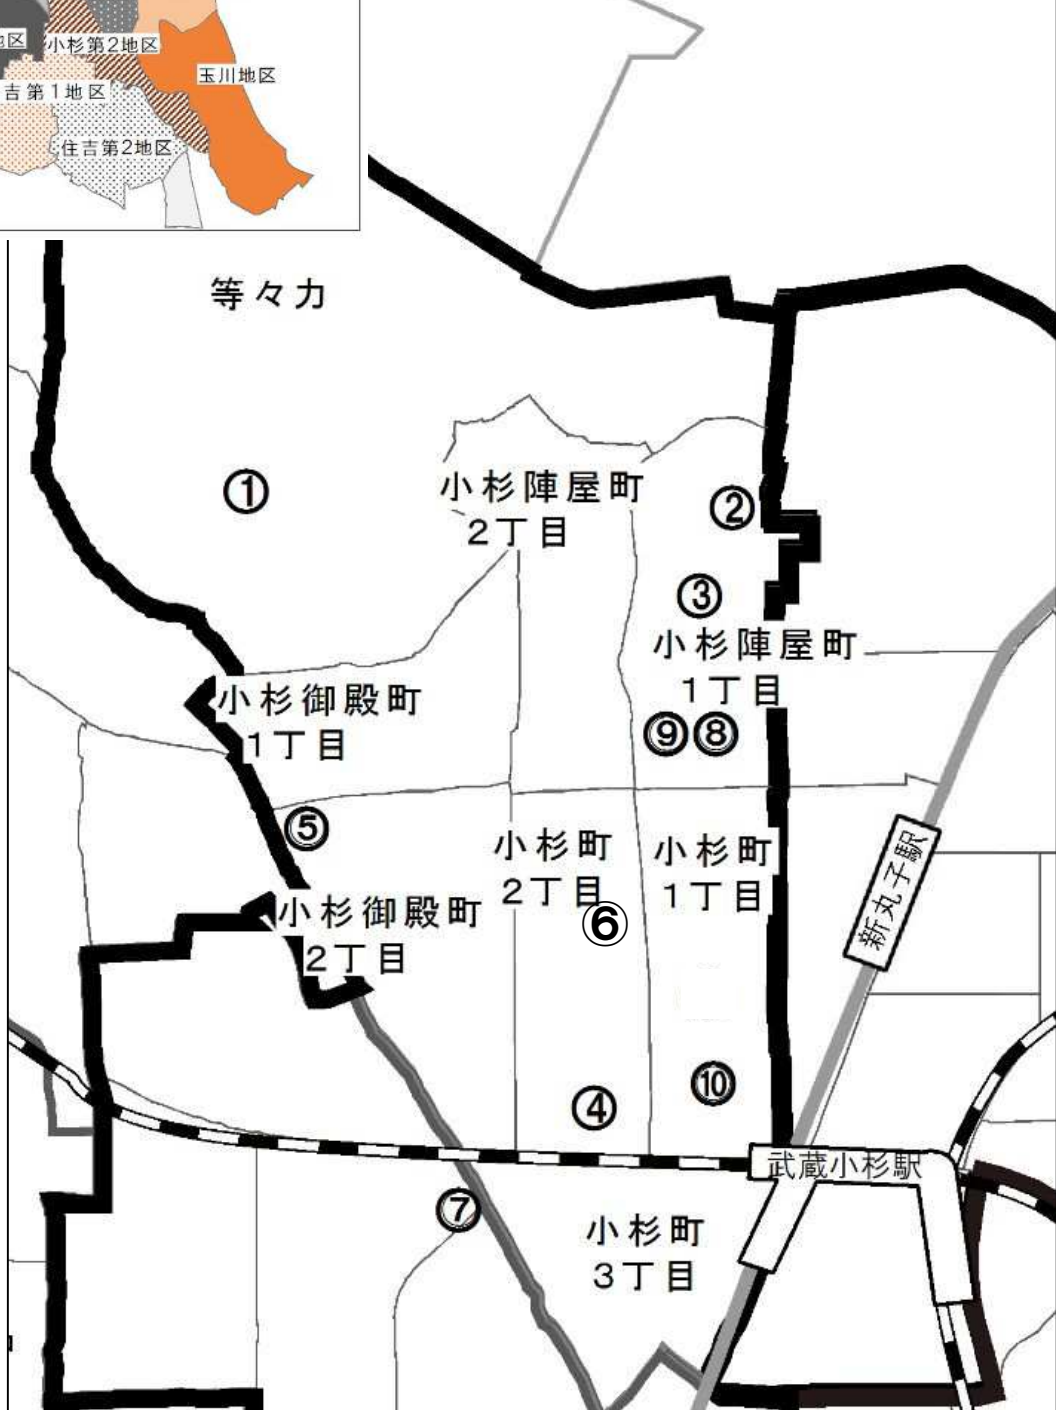 地区
小杉第2地区
玉川地区
吉第1地区
住吉第2地区
等々力
①
小杉陣屋町
2丁目
②
③
小杉陣屋町
1丁目
小杉御殿町
1丁目
⑨⑧
⑤
小杉町
2丁目
小杉町
1丁目
新丸子駅
小杉御殿町
2丁目
⑥
⑩
④
武蔵小杉駅
⑦
小杉町
3丁目